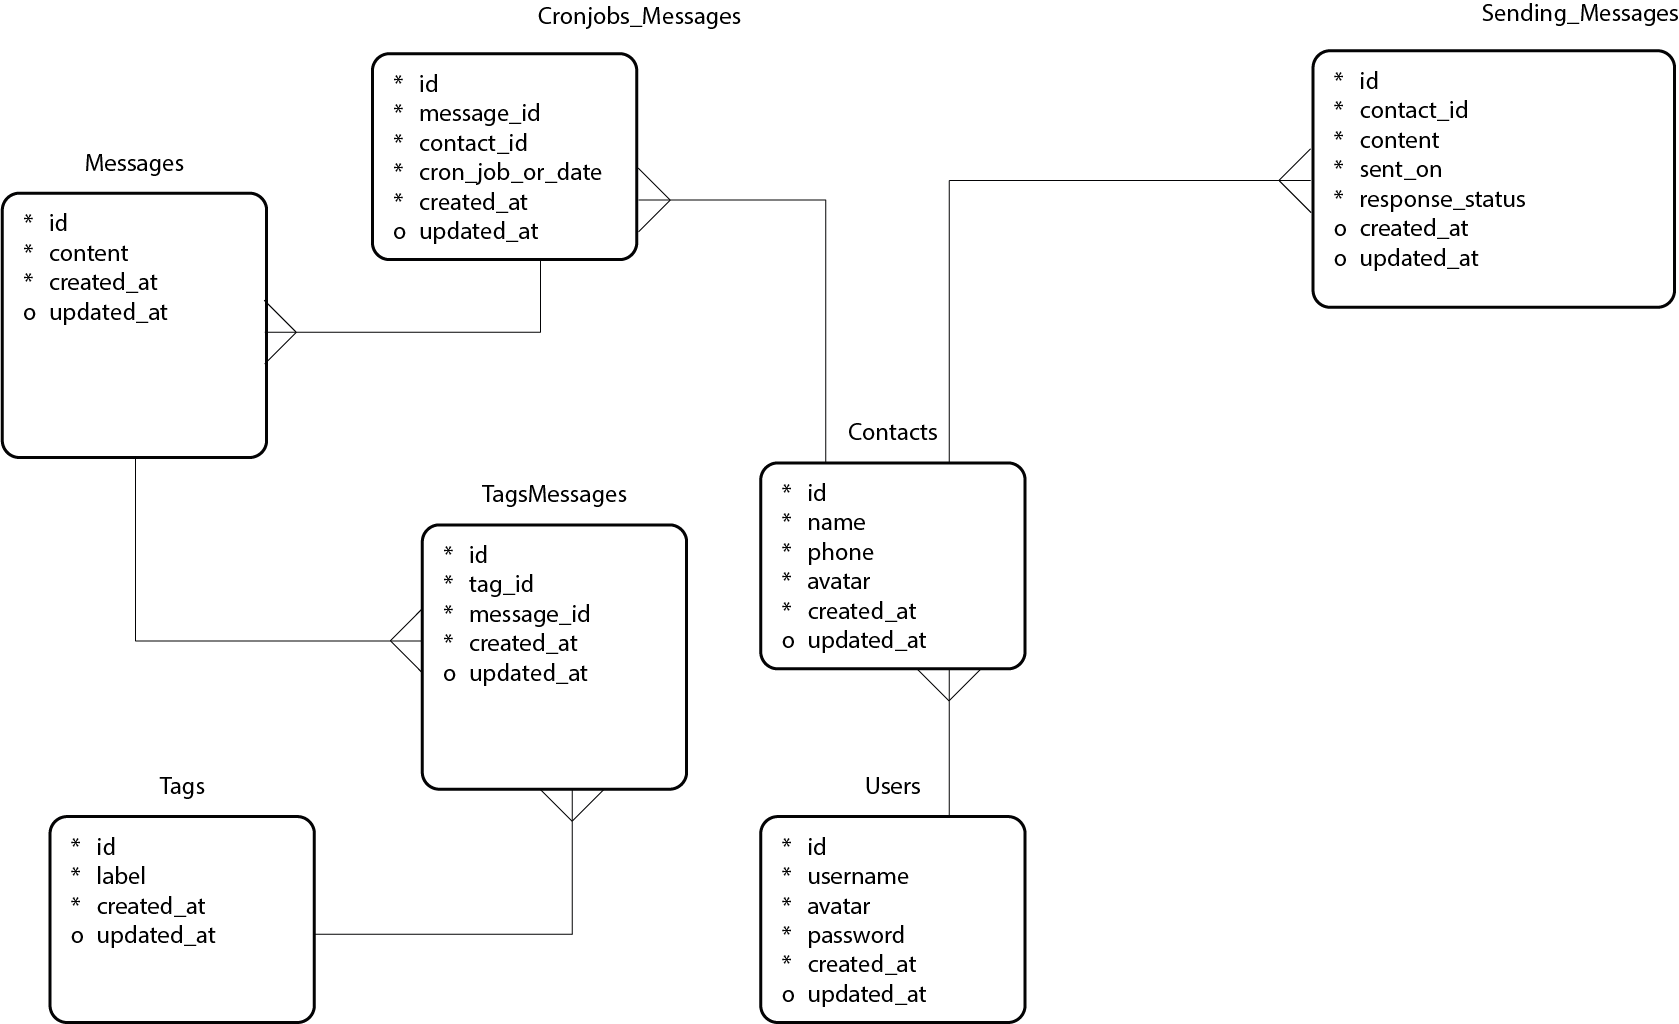 Cronjobs_Messages
* id
* message_id
* contact_id
* cron_job_or_date
* created_at
o updated_at
Sending_Messages
* id
* contact_id
* content
* sent_on
* response_status
o created_at
o updated_at
Messages
* id
* content
* created_at
o updated_at
Contacts
* id
* name
* phone
* avatar
* created_at
o updated_at
TagsMessages
* id
* tag_id
* message_id
* created_at
o updated_at
Tags
* id
* label
* created_at
o updated_at
Users
* id
* username
* avatar
* password
* created_at
o updated_at